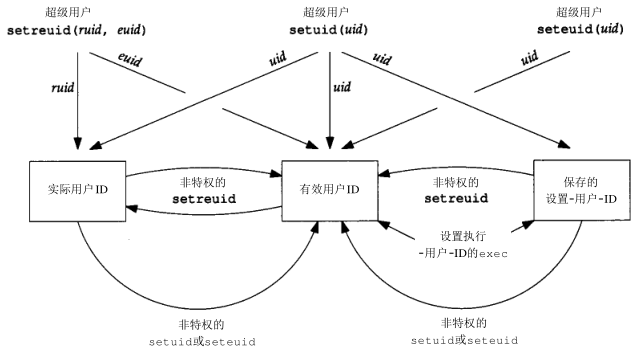 超级用户
setreuid(ruid, euid)
超级用户
setuid(uid)
超级用户
seteuid(uid)
ruid
euid
uid
uid
uid
uid
实际用户ID
非特权的
setreuid
有效用户ID
非特权的
setreuid
保存的
设置-用户-ID
设置执行
-用户-ID的exec
非特权的
setuid或seteuid
非特权的
setuid或seteuid